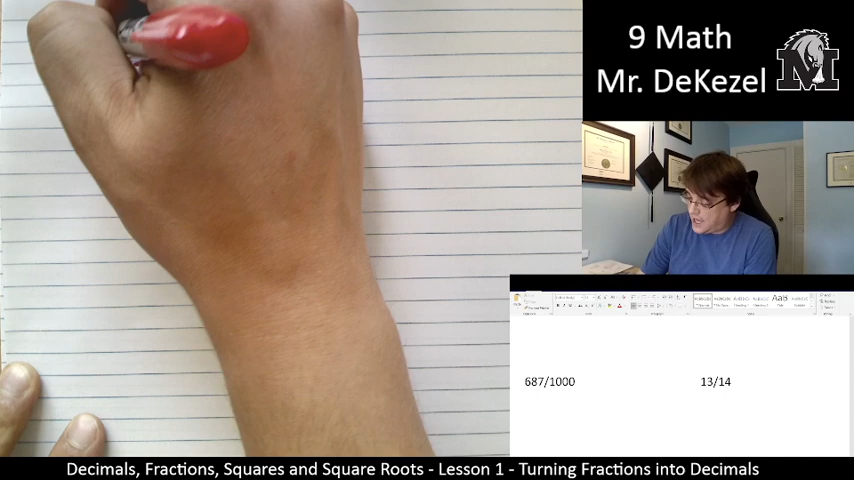 9 Math
Mr. DeKezel
M
687/1000 13/14
Decimals, Fractions, Squares and Square Roots - Lesson 1 - Turning Fractions into Decimals